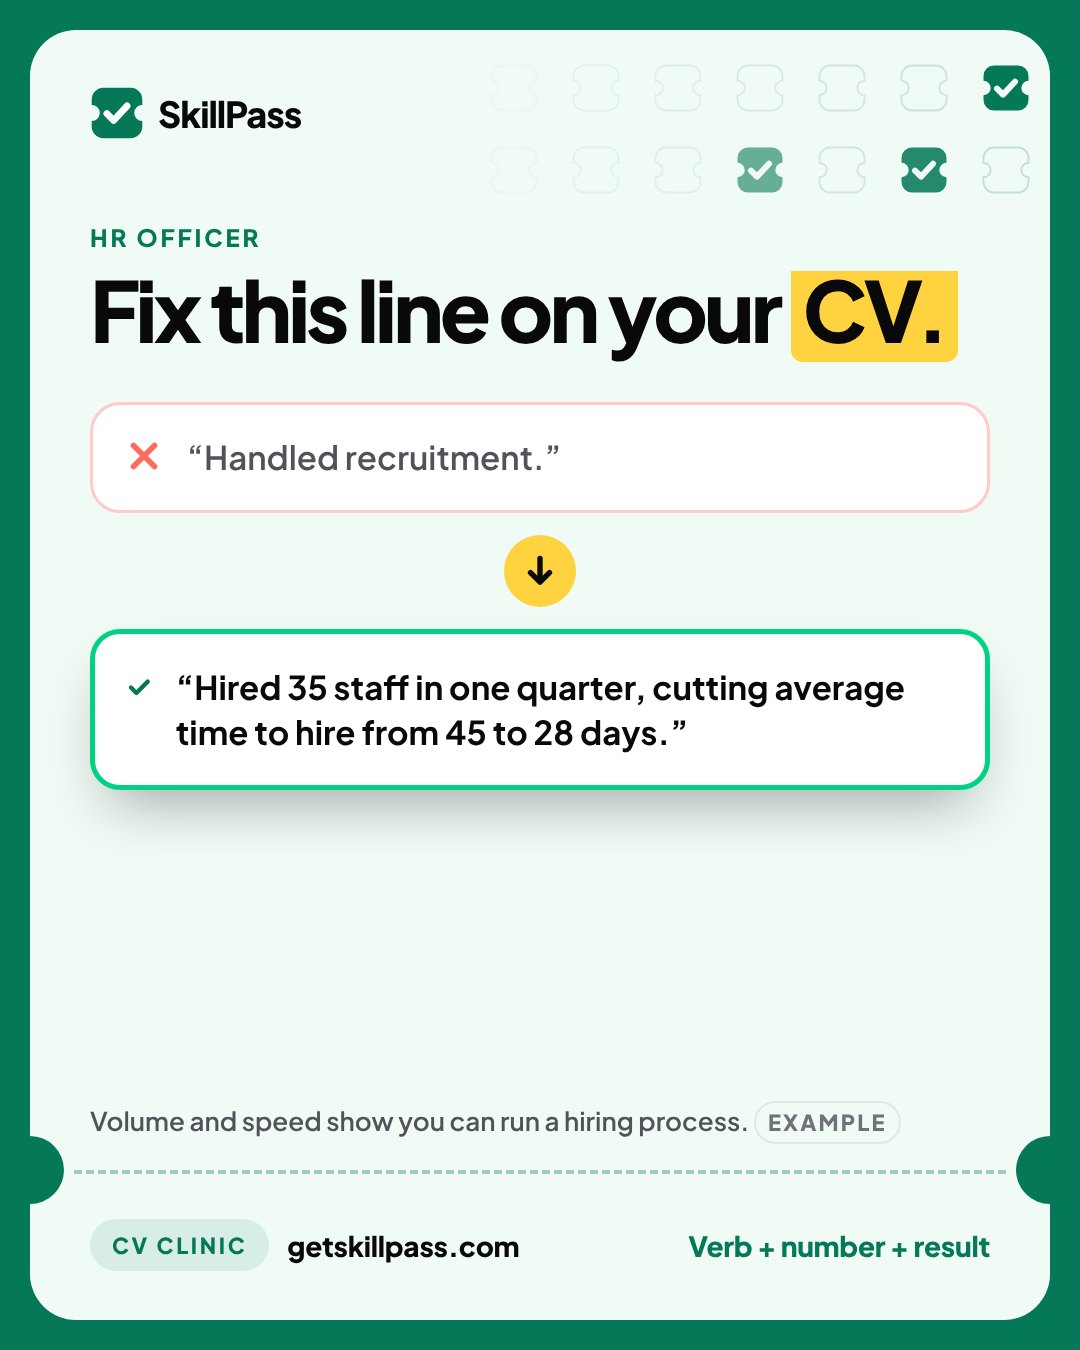 SkillPass
HR OFFICER
Fix this line on your CV.
“Handled recruitment.”
“Hired 35 staff in one quarter, cutting average
time to hire from 45 to 28 days.”
Volume and speed show you can run a hiring process. EXAMPLE
CV CLINIC getskillpass.com Verb + number + result